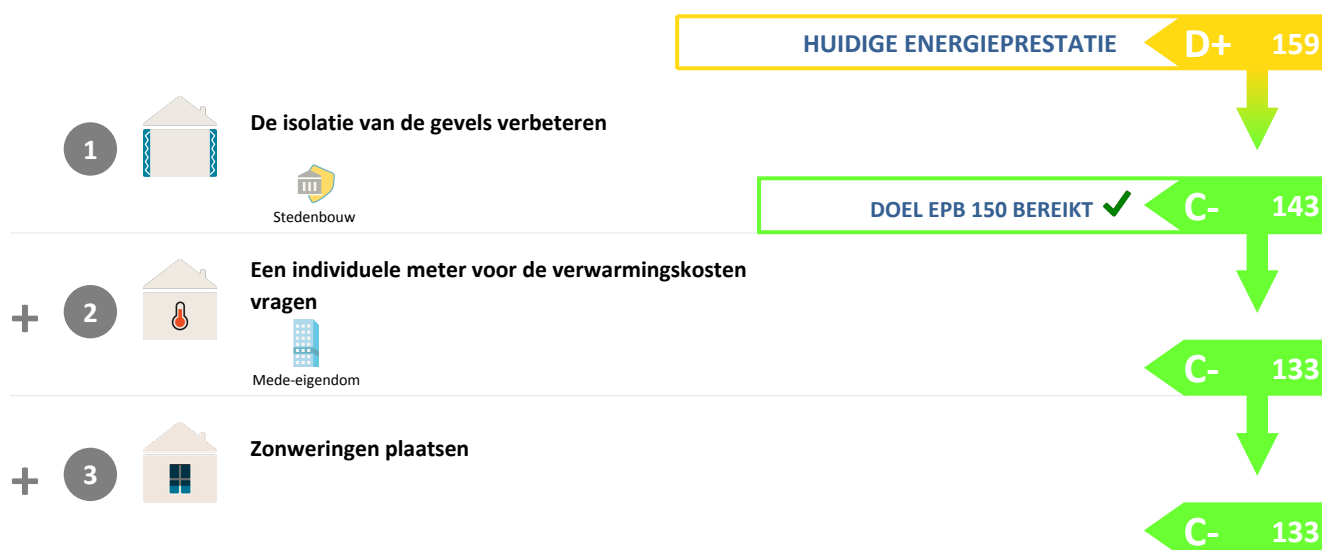 HUIDIGE ENERGIEPRESTATIE D+ 159
1 De isolatie van de gevels verbeteren
Stedenbouw
DOEL EPB 150 BEREIKT ✓ C- 143
+ 2 Een individuele meter voor de verwarmingskosten
vragen
Mede-eigendom
C- 133
+ 3 Zonweringen plaatsen
C- 133